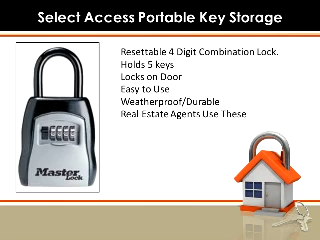 Select Access Portable Key Storage
Resettable 4 Digit Combination Lock.
Holds 5 keys
Locks on Door
Easy to Use
Weatherproof/Durable
Real Estate Agents Use These
Master
Lock